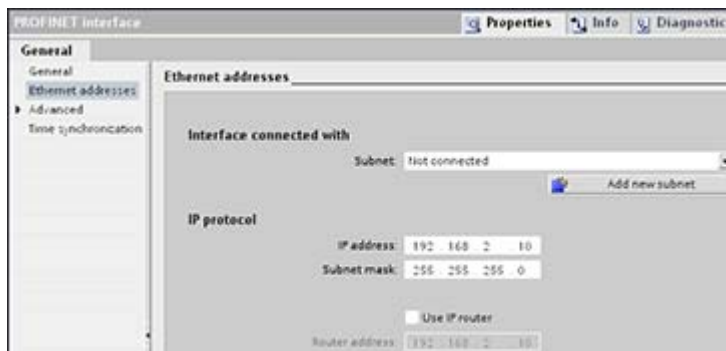 PROFINET Interface
Properties Info Diagnostic
General
General
Ethernet addresses
Advanced
Time synchronization
Ethernet addresses
Interface connected with
Subnet: Not connected
Add new subnet
IP protocol
IP address: 192 . 168 . 2 . 10
Subnet mask: 255 . 255 . 255 . 0
Use IP router
Router address: 192 . 168 . 2 . 10